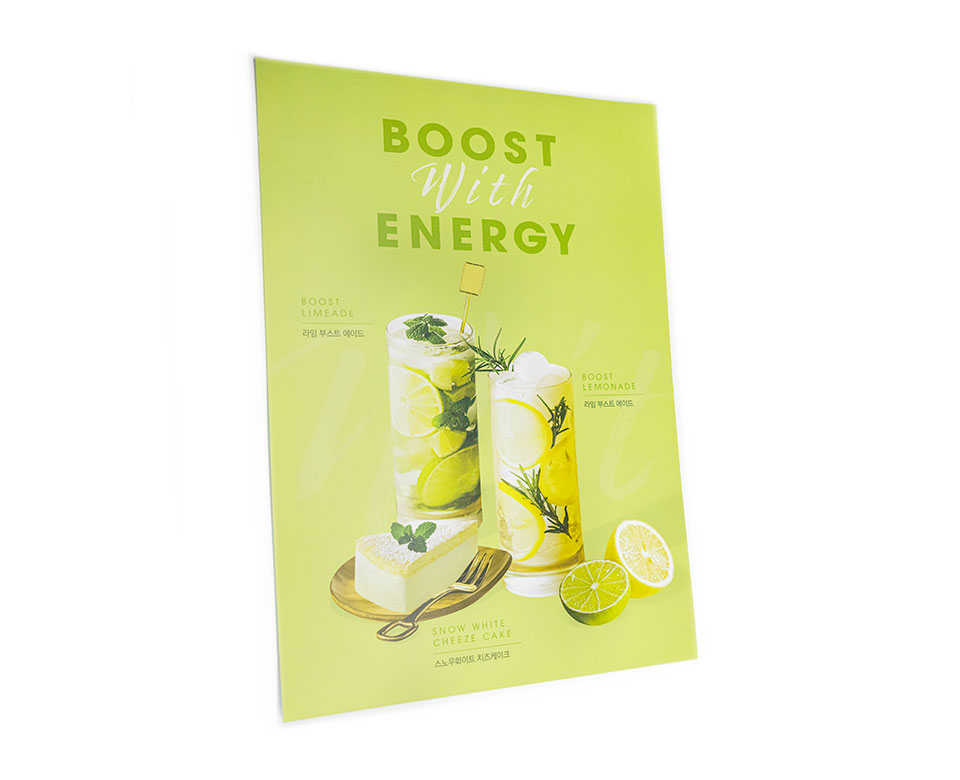 BOOST
With
ENERGY
BOOST
LIMEADE
라임 부스트 에이드
BOOST
LEMONADE
라임 부스트 에이드
SNOW WHITE
CHEEZE CAKE
스노우화이트 치즈케이크